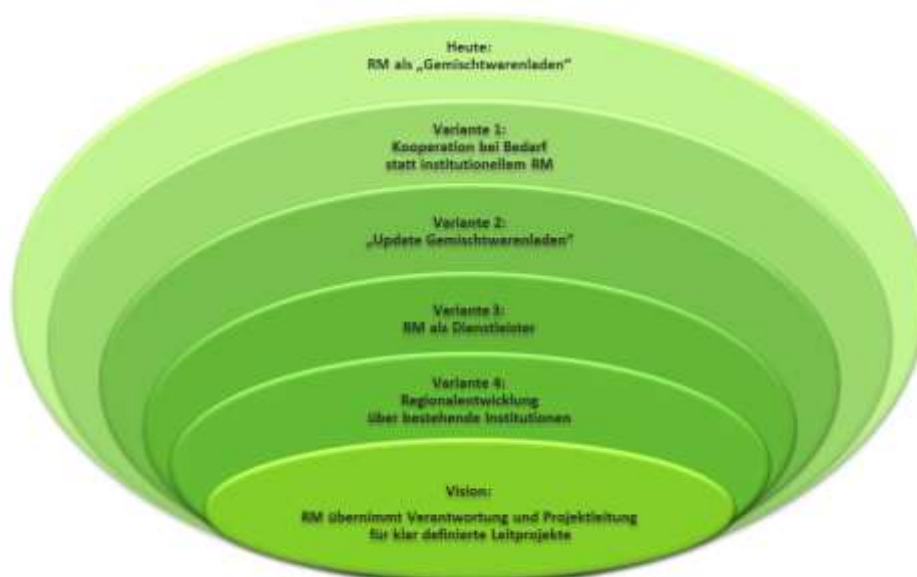 Heute:
RM als „Gemischtwarenladen“
Variante 1:
Kooperation bei Bedarf
statt institutionellem RM
Variante 2:
„Update Gemischtwarenladen“
Variante 3:
RM als Dienstleister
Variante 4:
Regionalentwicklung
über bestehende Institutionen
Vision:
RM übernimmt Verantwortung und Projektleitung
für klar definierte Leitprojekte